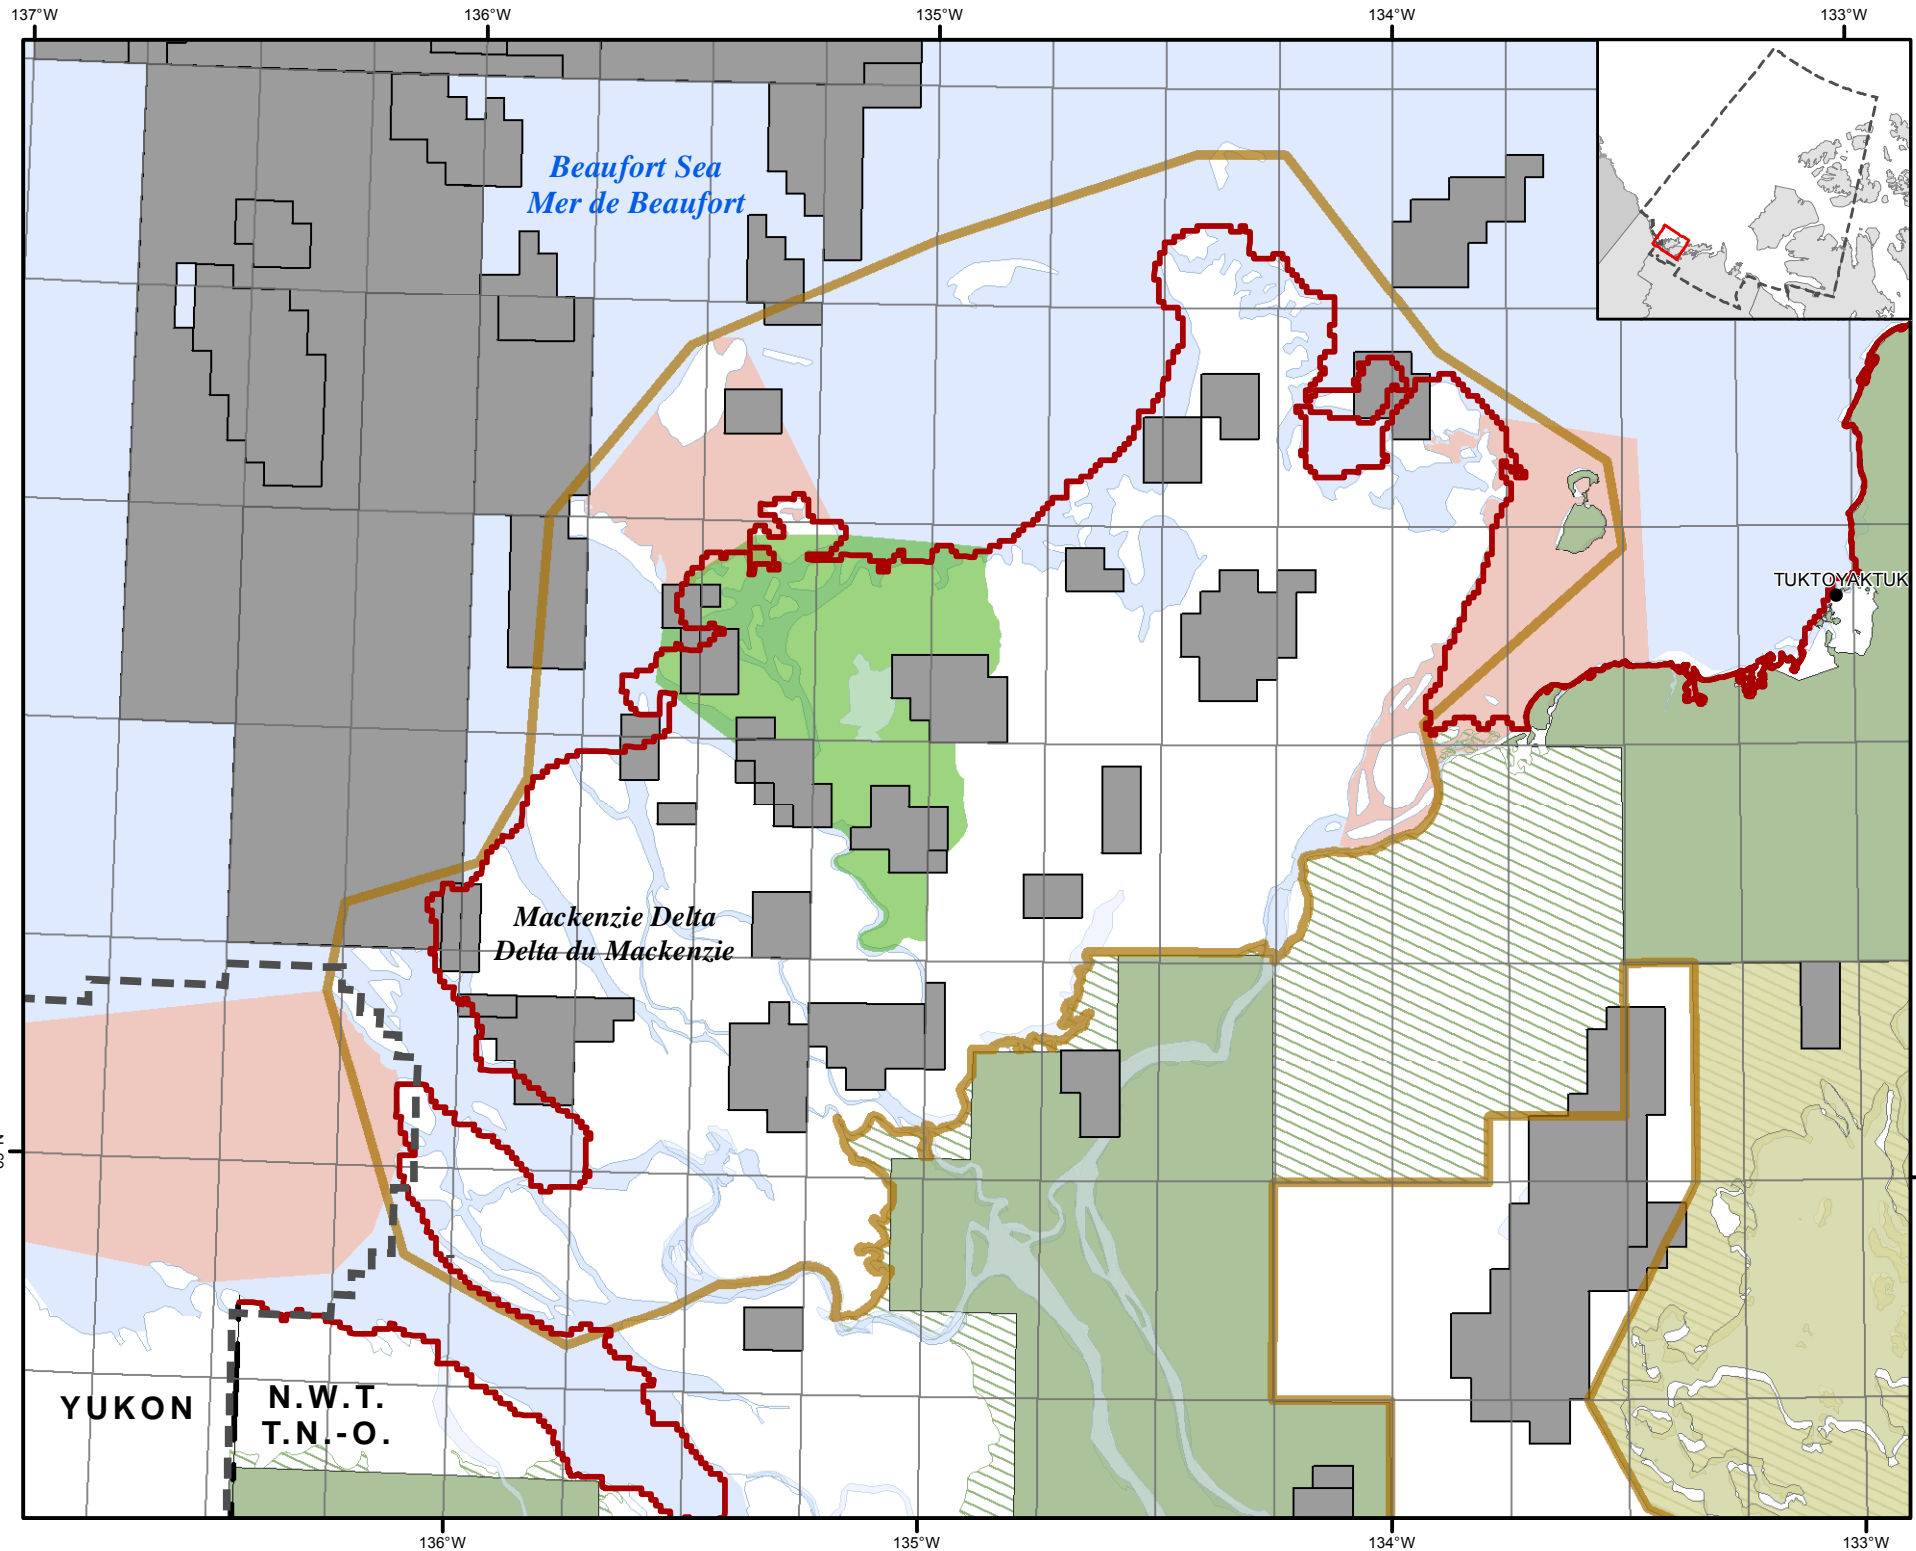 137°W 136°W 135°W 134°W 133°W
Beaufort Sea
Mer de Beaufort
TUKTOYAKTUK
Mackenzie Delta
Delta du Mackenzie
YUKON
N.W.T.
T.N.-O.
136°W 135°W 134°W 133°W